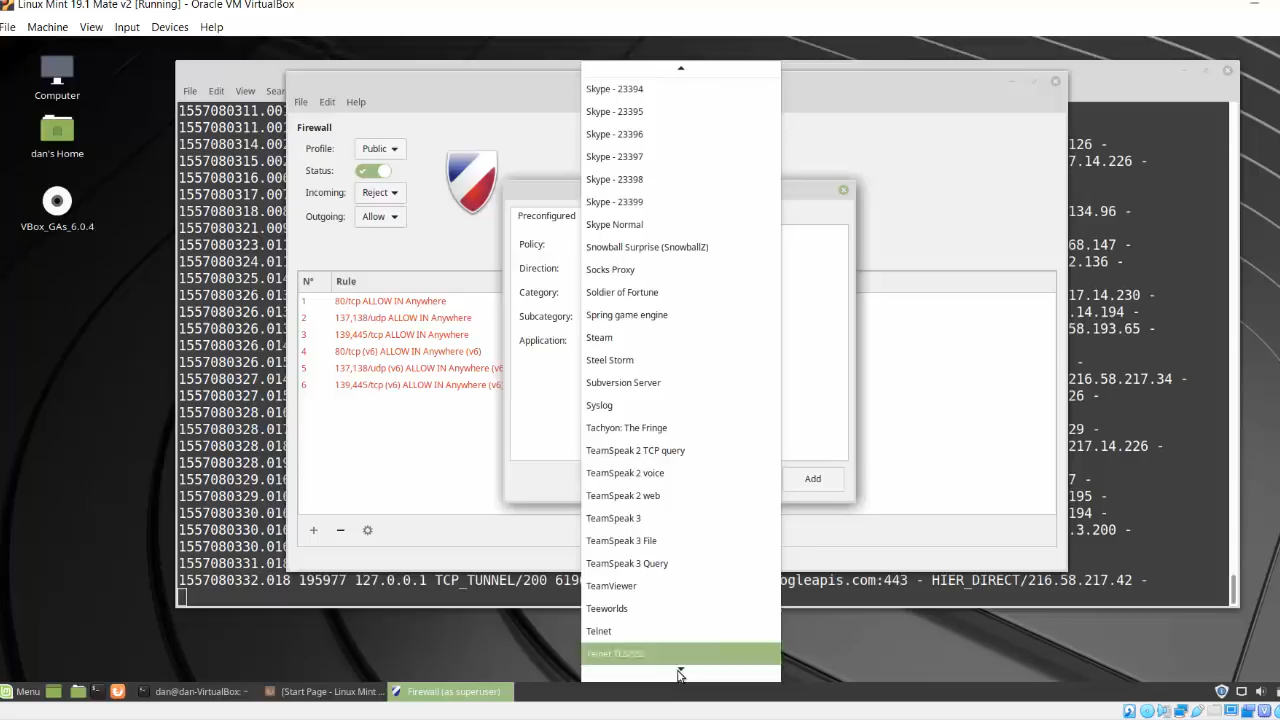 Linux Mint 19.1 Mate v2 [Running] - Oracle VM VirtualBox
File Machine View Input Devices Help
Computer
dan's Home
VBox_GAs_6.0.4
File Edit View
File Edit Help
Firewall
Profile: Public
Status:
Incoming: Reject
Outgoing: Allow
N° Rule
1 80/tcp ALLOW IN Anywhere
2 137,138/udp ALLOW IN Anywhere
3 139,445/tcp ALLOW IN Anywhere
4 80/tcp (v6) ALLOW IN Anywhere (v6)
5 137,138/udp (v6) ALLOW IN Anywhere (v6
6 139,445/tcp (v6) ALLOW IN Anywhere (v6
Preconfigured
Policy:
Direction:
Category:
Subcategory:
Application:
Add
Skype - 23394
Skype - 23395
Skype - 23396
Skype - 23397
Skype - 23398
Skype - 23399
Skype Normal
Snowball Surprise (SnowballZ)
Socks Proxy
Soldier of Fortune
Spring game engine
Steam
Steel Storm
Subversion Server
Syslog
Tachyon: The Fringe
TeamSpeak 2 TCP query
TeamSpeak 2 voice
TeamSpeak 2 web
TeamSpeak 3
TeamSpeak 3 File
TeamSpeak 3 Query
TeamViewer
Teeworlds
Telnet
Telnet
1557080311.00
1557080311.00
1557080314.00 126 -
1557080315.00 17.14.226 -
1557080316.00
1557080317.00
1557080318.00 134.96 -
1557080321.00
1557080323.00 68.147 -
1557080324.00 2.136 -
1557080325.01
1557080326.01 17.14.230 -
1557080326.01 .14.194 -
1557080326.01 58.193.65 -
1557080326.01
1557080326.01
1557080327.01 216.58.217.34 -
1557080328.01 26 -
1557080328.01
1557080328.01 29 -
1557080328.01 217.14.226 -
1557080329.01 7 -
1557080329.01 195 -
1557080330.01 194 -
1557080330.01 .3.200 -
1557080330.01
1557080331.01
1557080332.018 195977 127.0.0.1 TCP_TUNNEL/200 619 ogleapis.com:443 - HIER_DIRECT/216.58.217.42 -
Menu dan@dan-VirtualBox: ~ [Start Page - Linux Mint ... Firewall (as superuser)